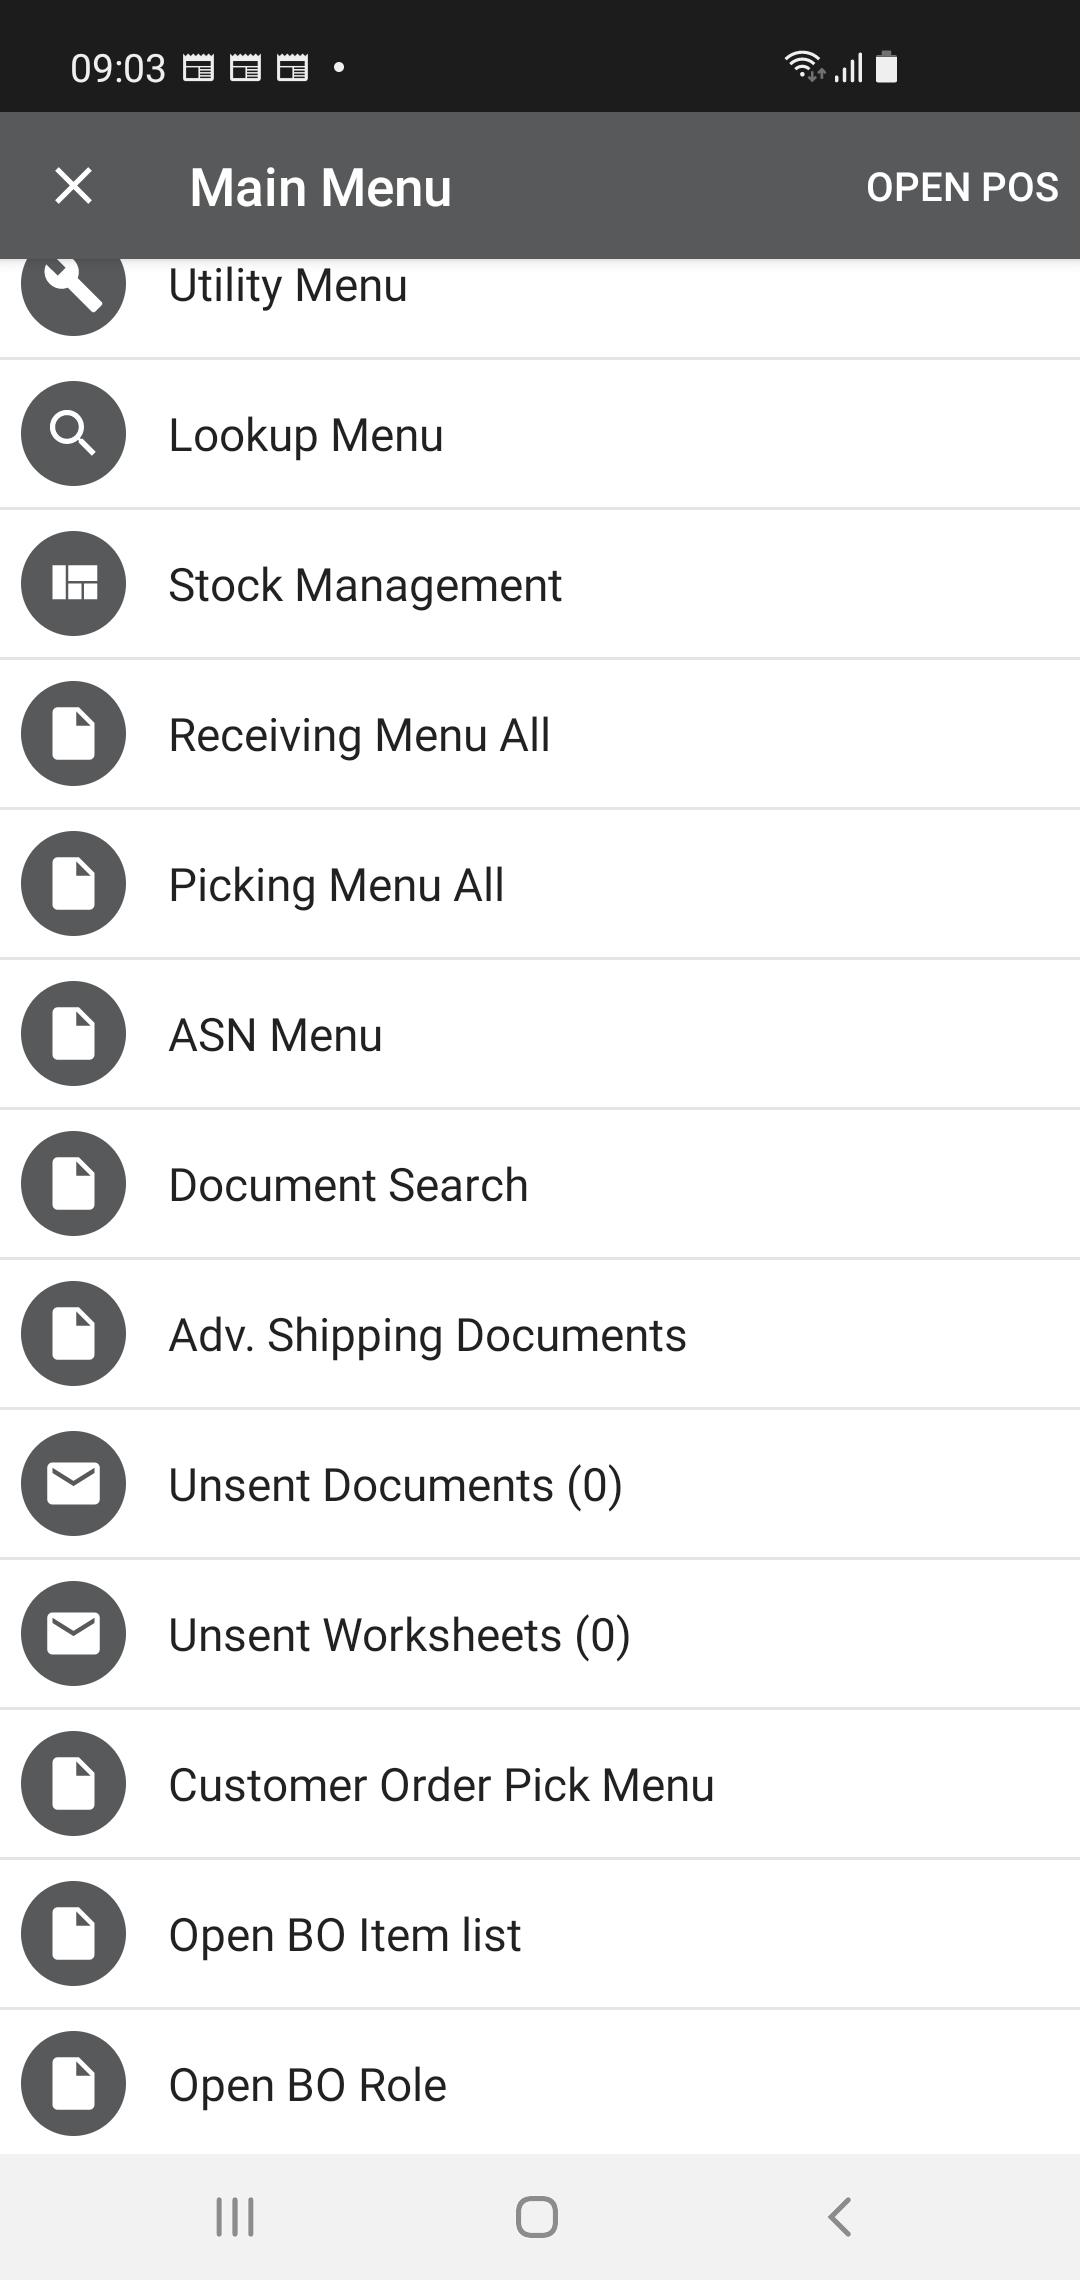 09:03
Main Menu OPEN POS
Utility Menu
Lookup Menu
Stock Management
Receiving Menu All
Picking Menu All
ASN Menu
Document Search
Adv. Shipping Documents
Unsent Documents (0)
Unsent Worksheets (0)
Customer Order Pick Menu
Open BO Item list
Open BO Role